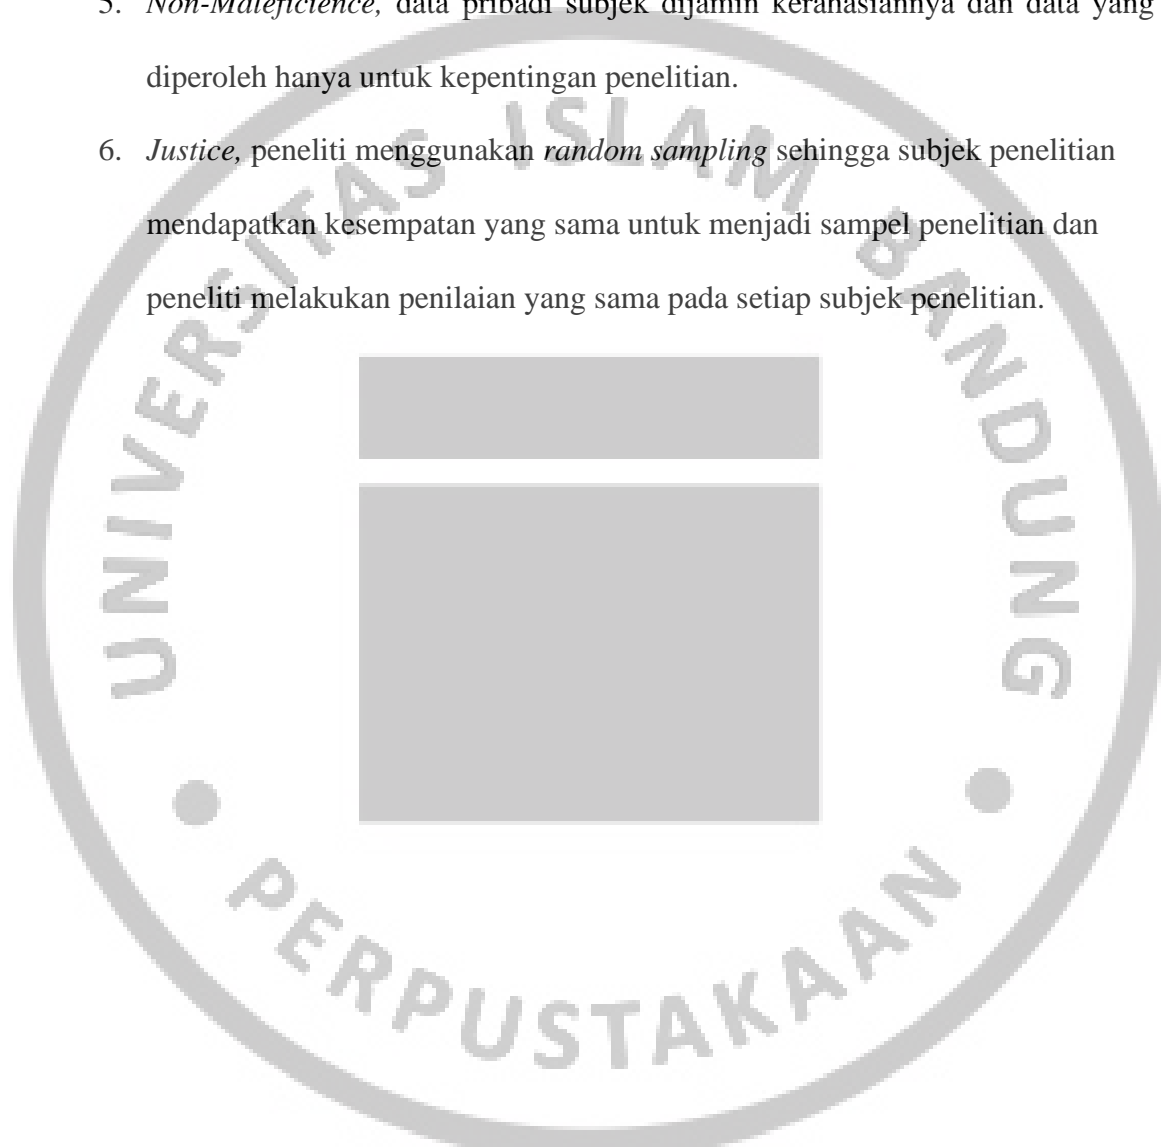 5. Non-Maleficience, data pribadi subjek dijamin kerahasiannya dan data yang
diperoleh hanya untuk kepentingan penelitian.
6. Justice, peneliti menggunakan random sampling sehingga subjek penelitian
mendapatkan kesempatan yang sama untuk menjadi sampel penelitian dan
peneliti melakukan penilaian yang sama pada setiap subjek penelitian.
UNIVERSITAS ISLAM BANDUNG
PERPUSTAKAAN